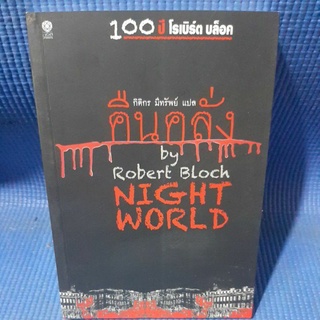 100 ปี โรเบิร์ต บล็อค
กิติกร มีทรัพย์ แปล
คืนคลั่ง
by
Robert Bloch
NIGHT
WORLD